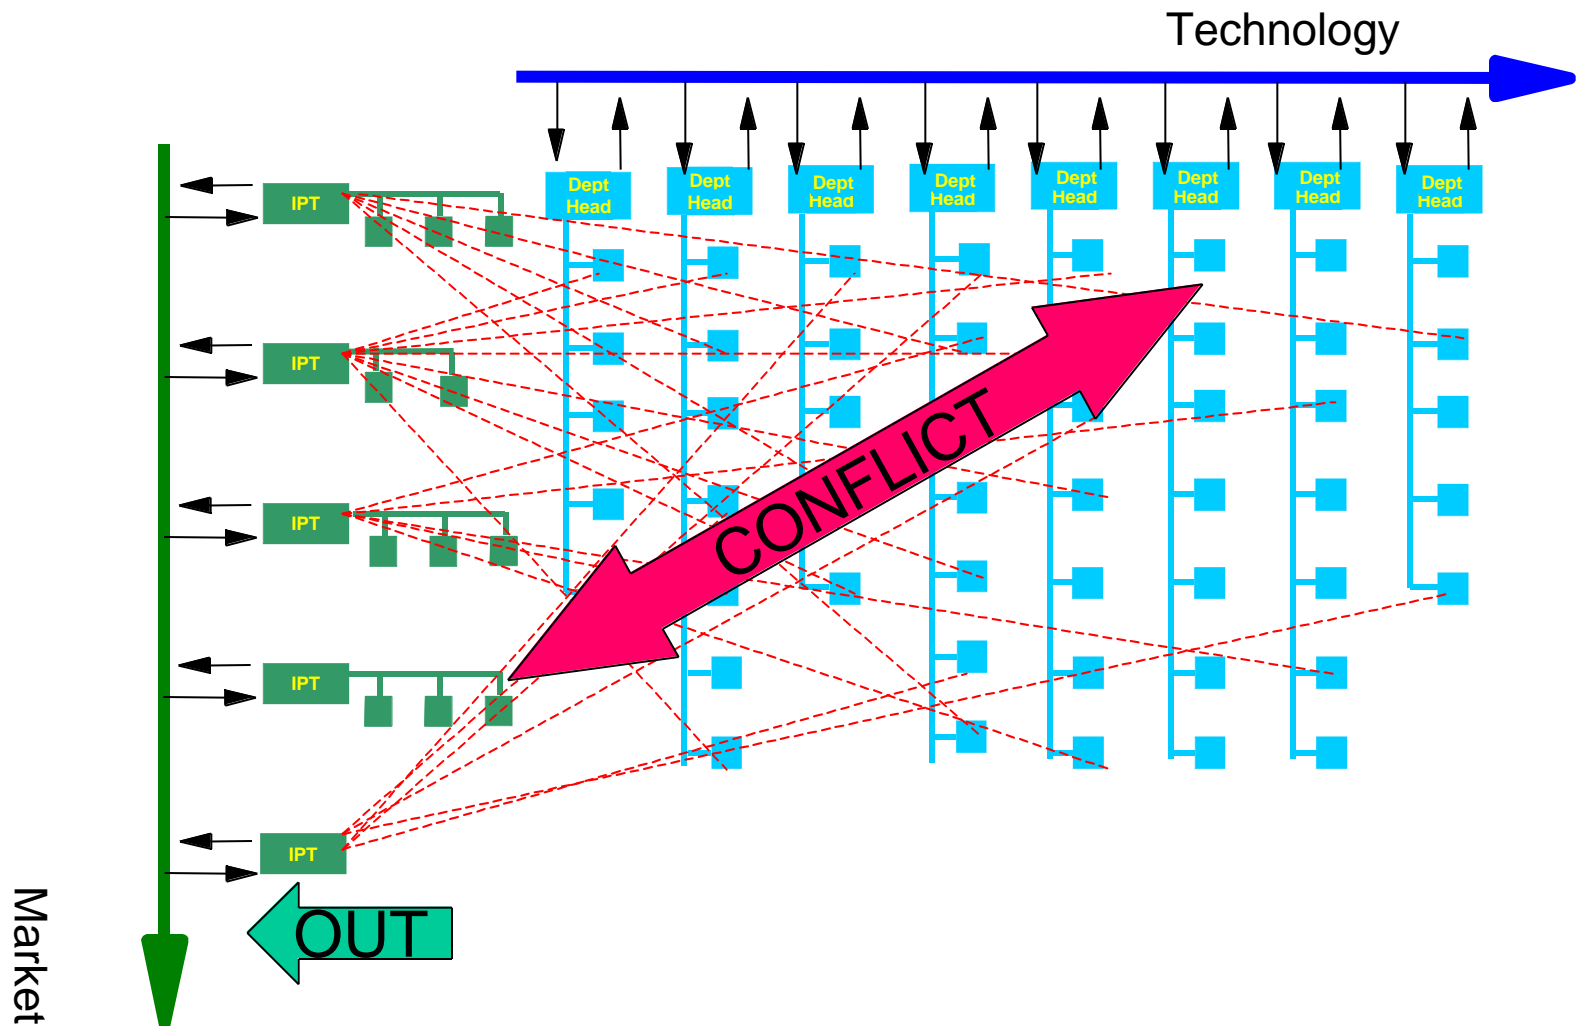 Technology
Dept
Head
Dept
Head
Dept
Head
Dept
Head
Dept
Head
Dept
Head
Dept
Head
Dept
Head
IPT
IPT
IPT
IPT
IPT
CONFLICT
OUT
Market